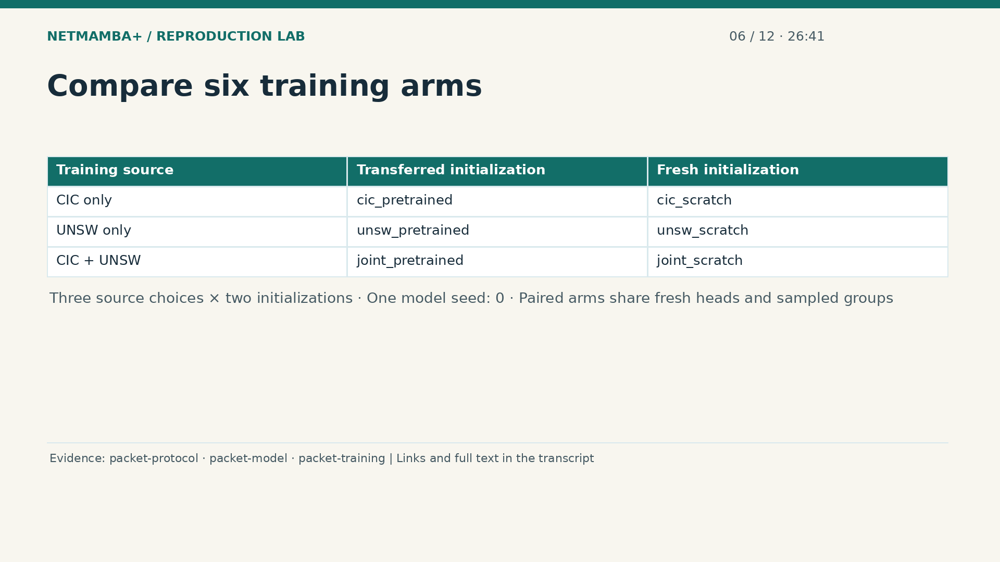 NETMAMBA+ / REPRODUCTION LAB
06 / 12 · 26:41
Compare six training arms
Training source Transferred initialization Fresh initialization
CIC only cic_pretrained cic_scratch
UNSW only unsw_pretrained unsw_scratch
CIC + UNSW joint_pretrained joint_scratch
Three source choices × two initializations · One model seed: 0 · Paired arms share fresh heads and sampled groups
Evidence: packet-protocol · packet-model · packet-training | Links and full text in the transcript